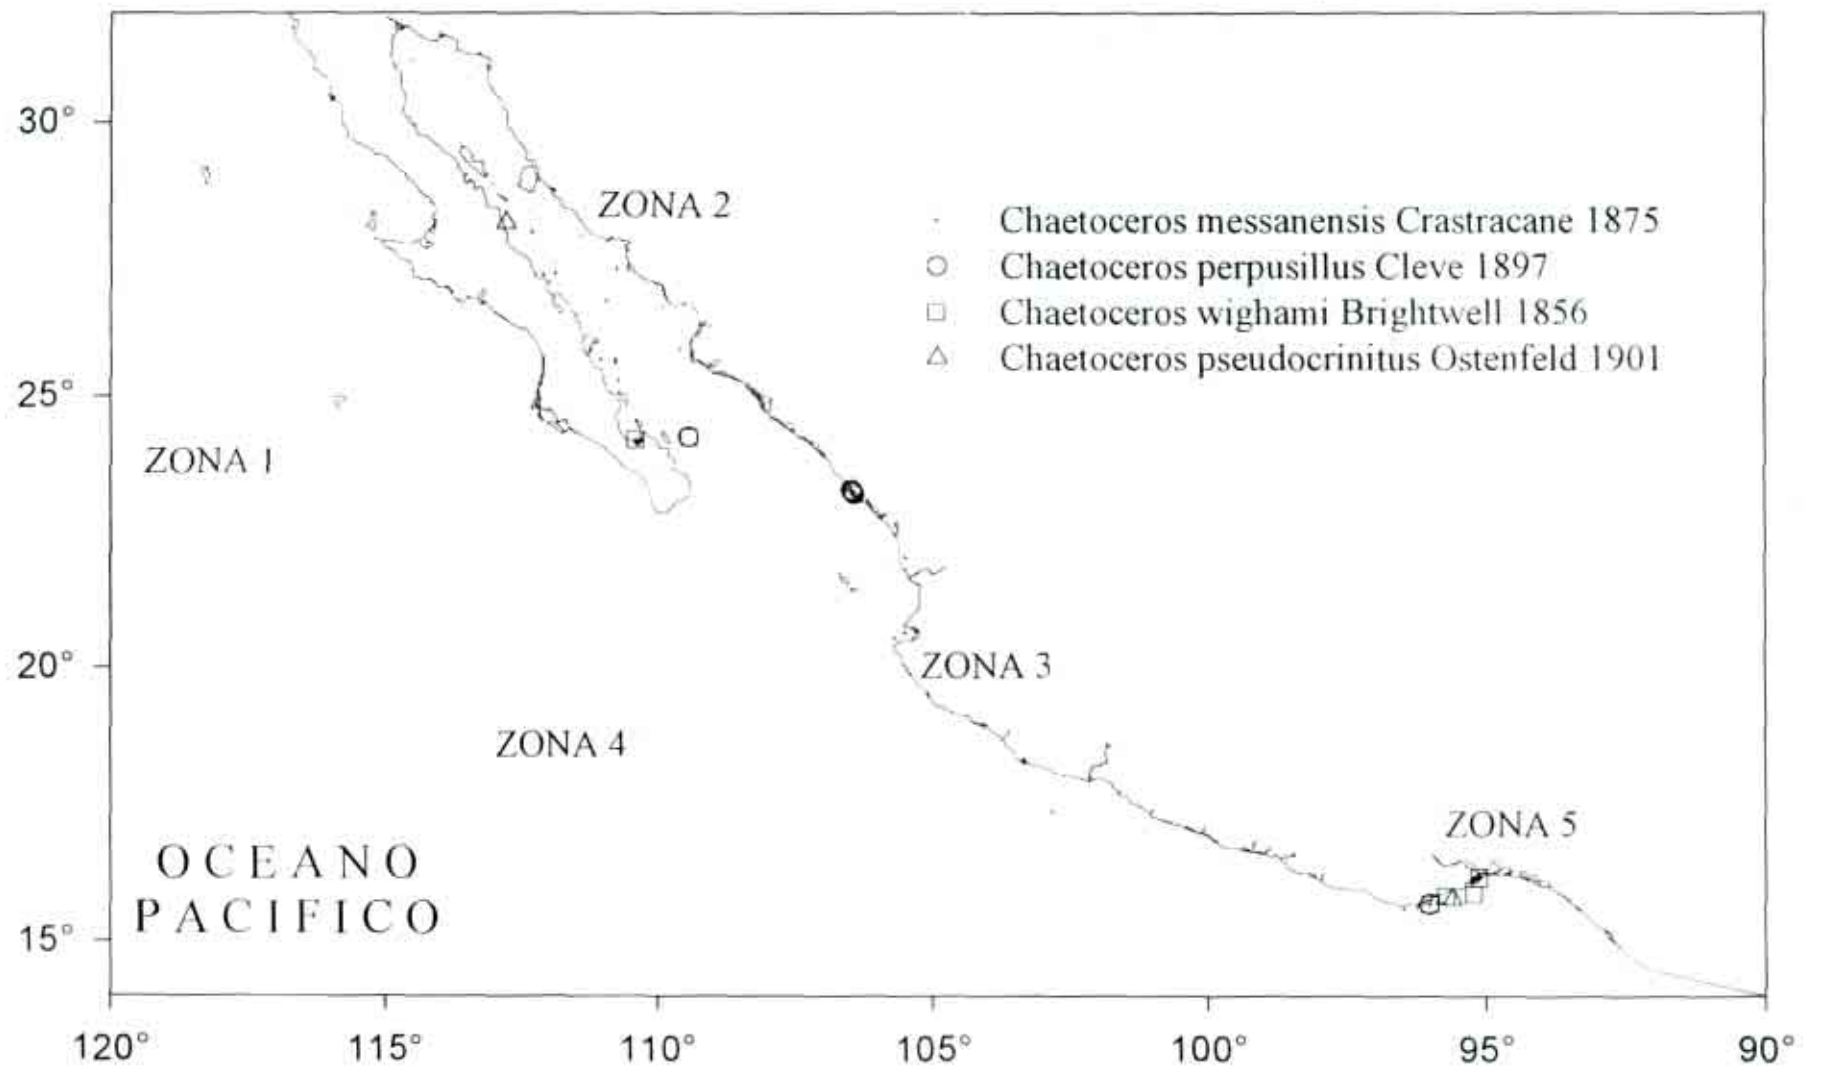 30°
ZONA 2
Chaetoceros messanensis Crastracane 1875
Chaetoceros perpusillus Cleve 1897
Chaetoceros wighami Brightwell 1856
Chaetoceros pseudocrinitus Ostenfeld 1901
25°
ZONA 1
20°
ZONA 3
ZONA 4
ZONA 5
OCEANO
PACIFICO
15°
120° 115° 110° 105° 100° 95° 90°